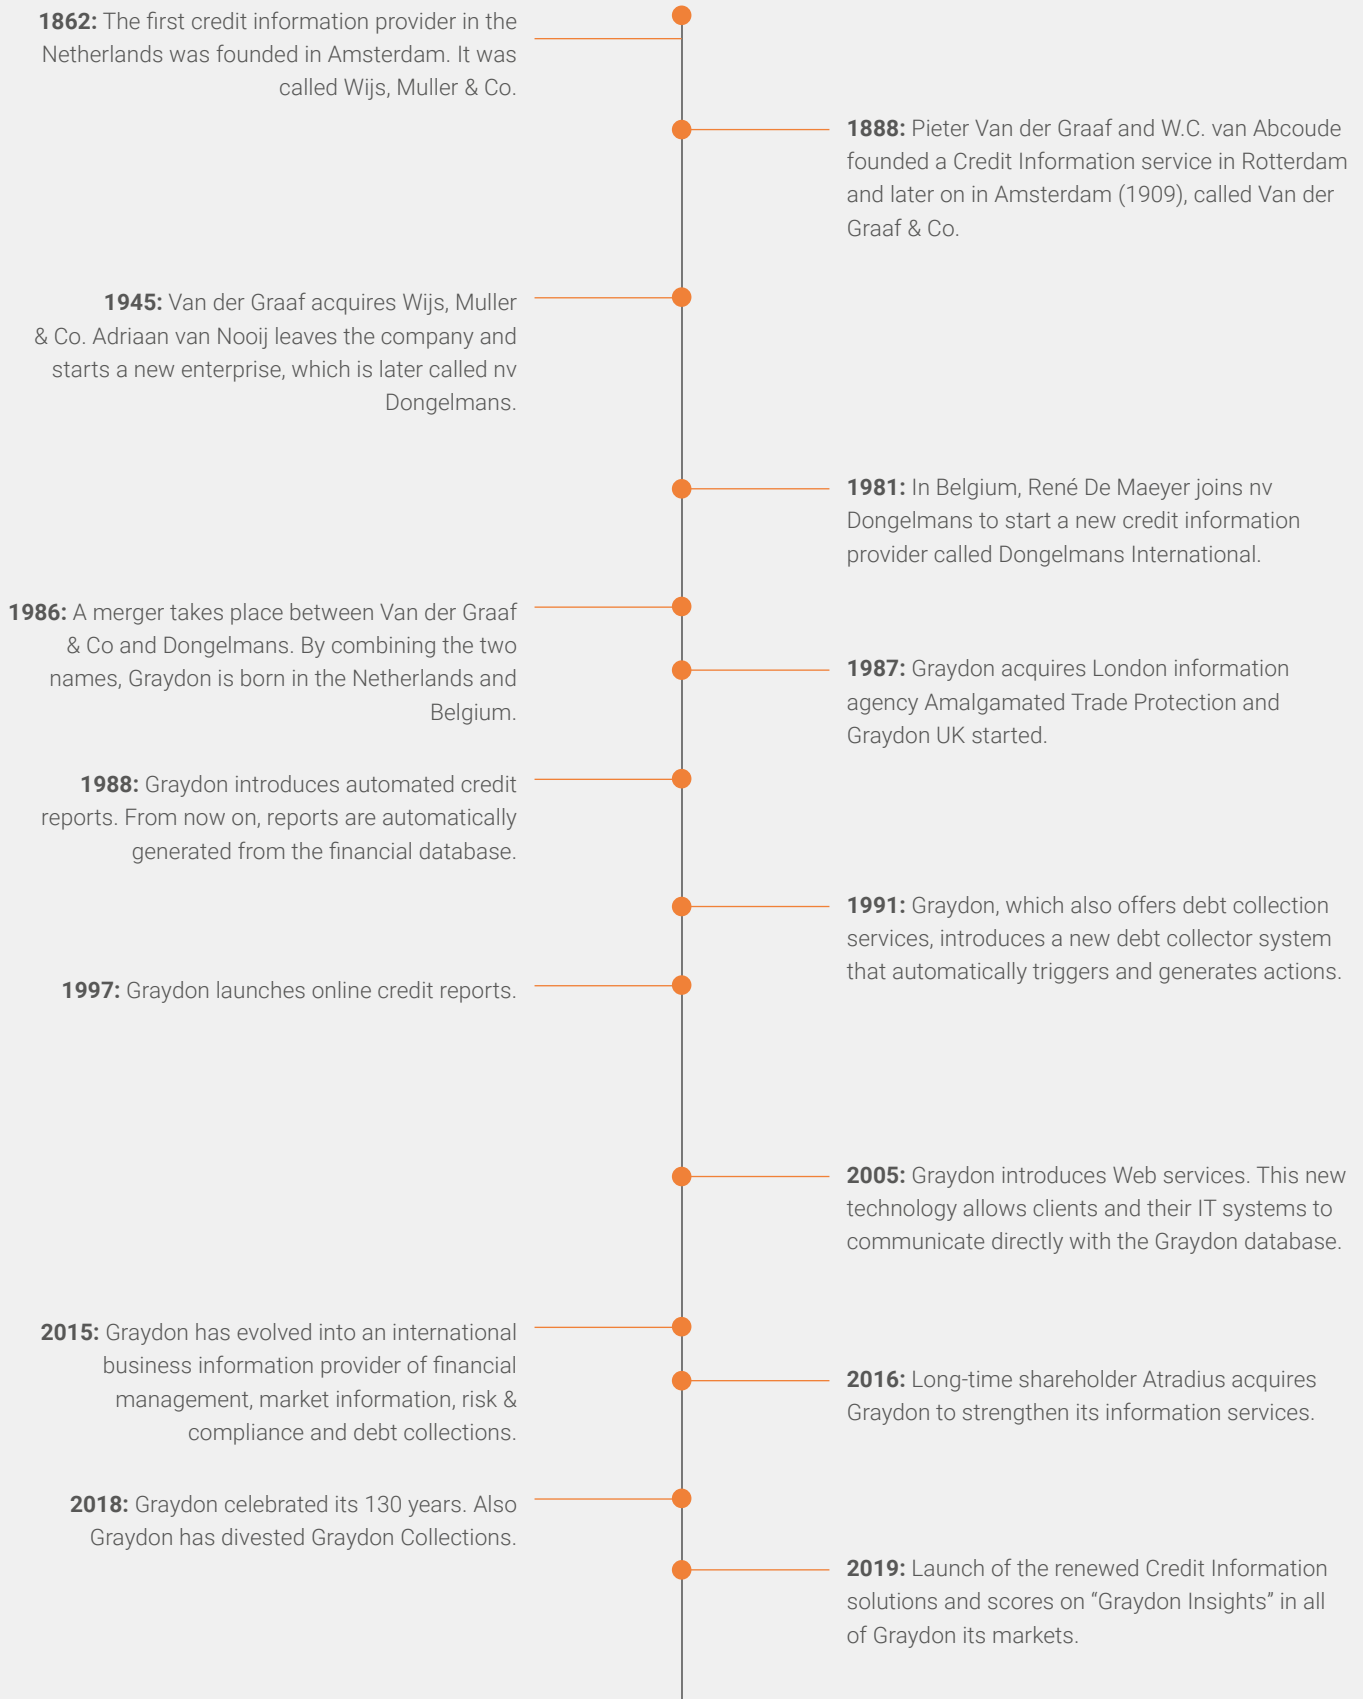 1862: The first credit information provider in the
Netherlands was founded in Amsterdam. It was
called Wijs, Muller & Co.
1888: Pieter Van der Graaf and W.C. van Abcoude
founded a Credit Information service in Rotterdam
and later on in Amsterdam (1909), called Van der
Graaf & Co.
1945: Van der Graaf acquires Wijs, Muller
& Co. Adriaan van Nooij leaves the company and
starts a new enterprise, which is later called nv
Dongelmans.
1981: In Belgium, René De Maeyer joins nv
Dongelmans to start a new credit information
provider called Dongelmans International.
1986: A merger takes place between Van der Graaf
& Co and Dongelmans. By combining the two
names, Graydon is born in the Netherlands and
Belgium.
1987: Graydon acquires London information
agency Amalgamated Trade Protection and
Graydon UK started.
1988: Graydon introduces automated credit
reports. From now on, reports are automatically
generated from the financial database.
1991: Graydon, which also offers debt collection
services, introduces a new debt collector system
that automatically triggers and generates actions.
1997: Graydon launches online credit reports.
2005: Graydon introduces Web services. This new
technology allows clients and their IT systems to
communicate directly with the Graydon database.
2015: Graydon has evolved into an international
business information provider of financial
management, market information, risk &
compliance and debt collections.
2016: Long-time shareholder Atradius acquires
Graydon to strengthen its information services.
2018: Graydon celebrated its 130 years. Also
Graydon has divested Graydon Collections.
2019: Launch of the renewed Credit Information
solutions and scores on “Graydon Insights” in all
of Graydon its markets.